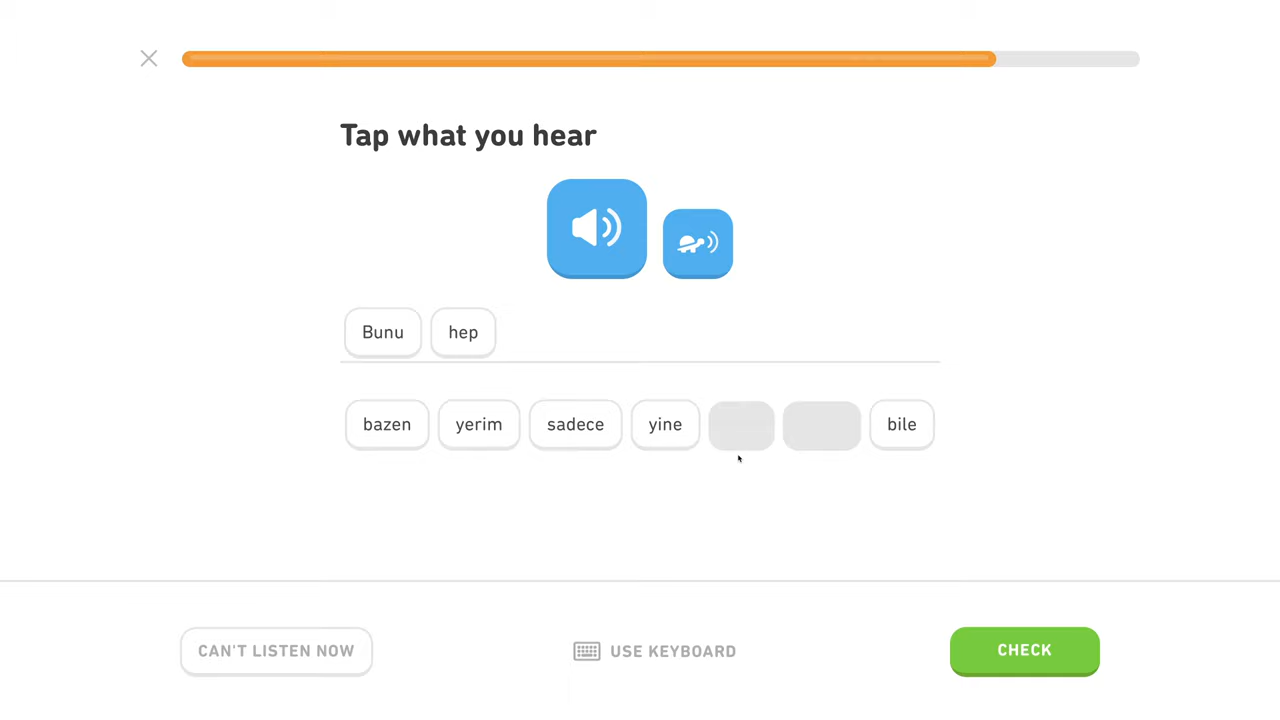 Tap what you hear
Bunu hep
bazen yerim sadece yine bile
CAN'T LISTEN NOW USE KEYBOARD CHECK